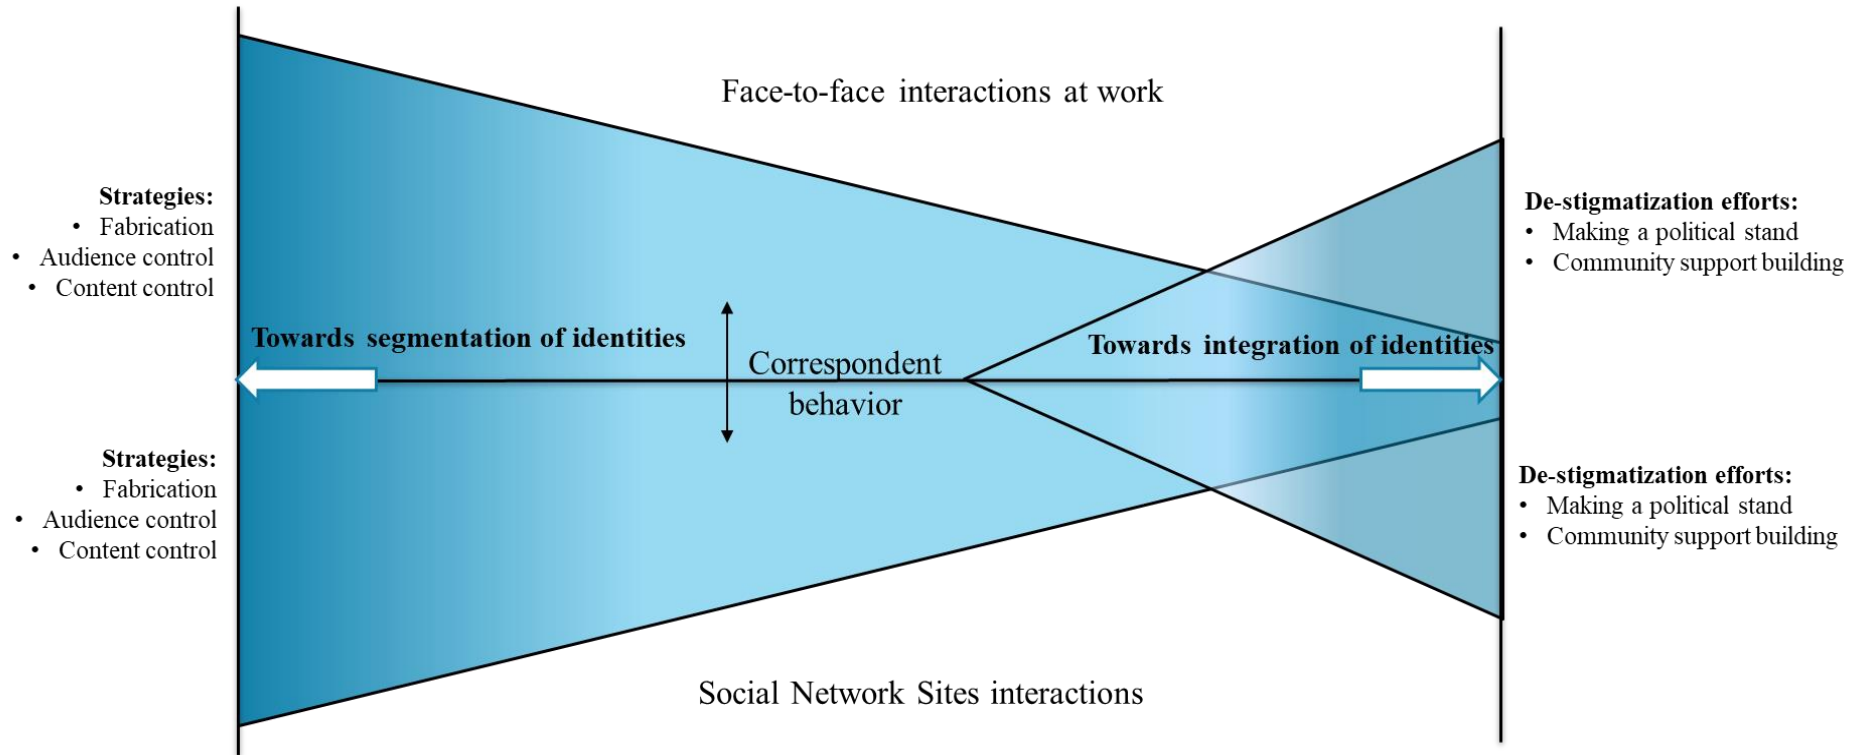 Face-to-face interactions at work
Strategies:
• Fabrication
• Audience control
• Content control
De-stigmatization efforts:
• Making a political stand
• Community support building
Towards segmentation of identities
Correspondent
behavior
Towards integration of identities
Strategies:
• Fabrication
• Audience control
• Content control
De-stigmatization efforts:
• Making a political stand
• Community support building
Social Network Sites interactions